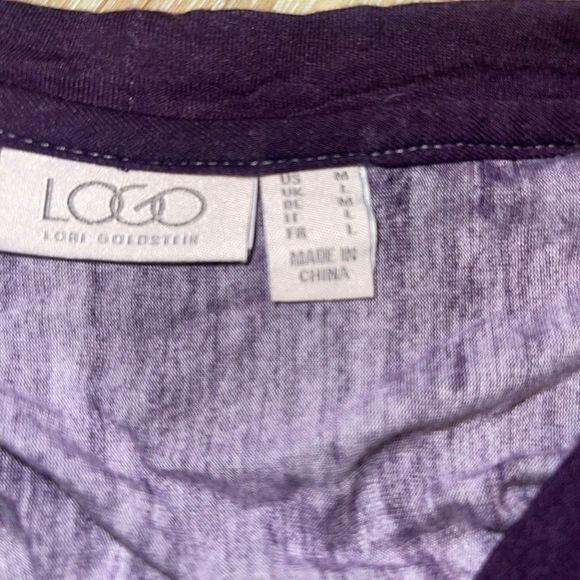 LOGO
LORI GOLDSTEIN
US M
UK L
DE M
IT L
FR L
MADE IN
CHINA